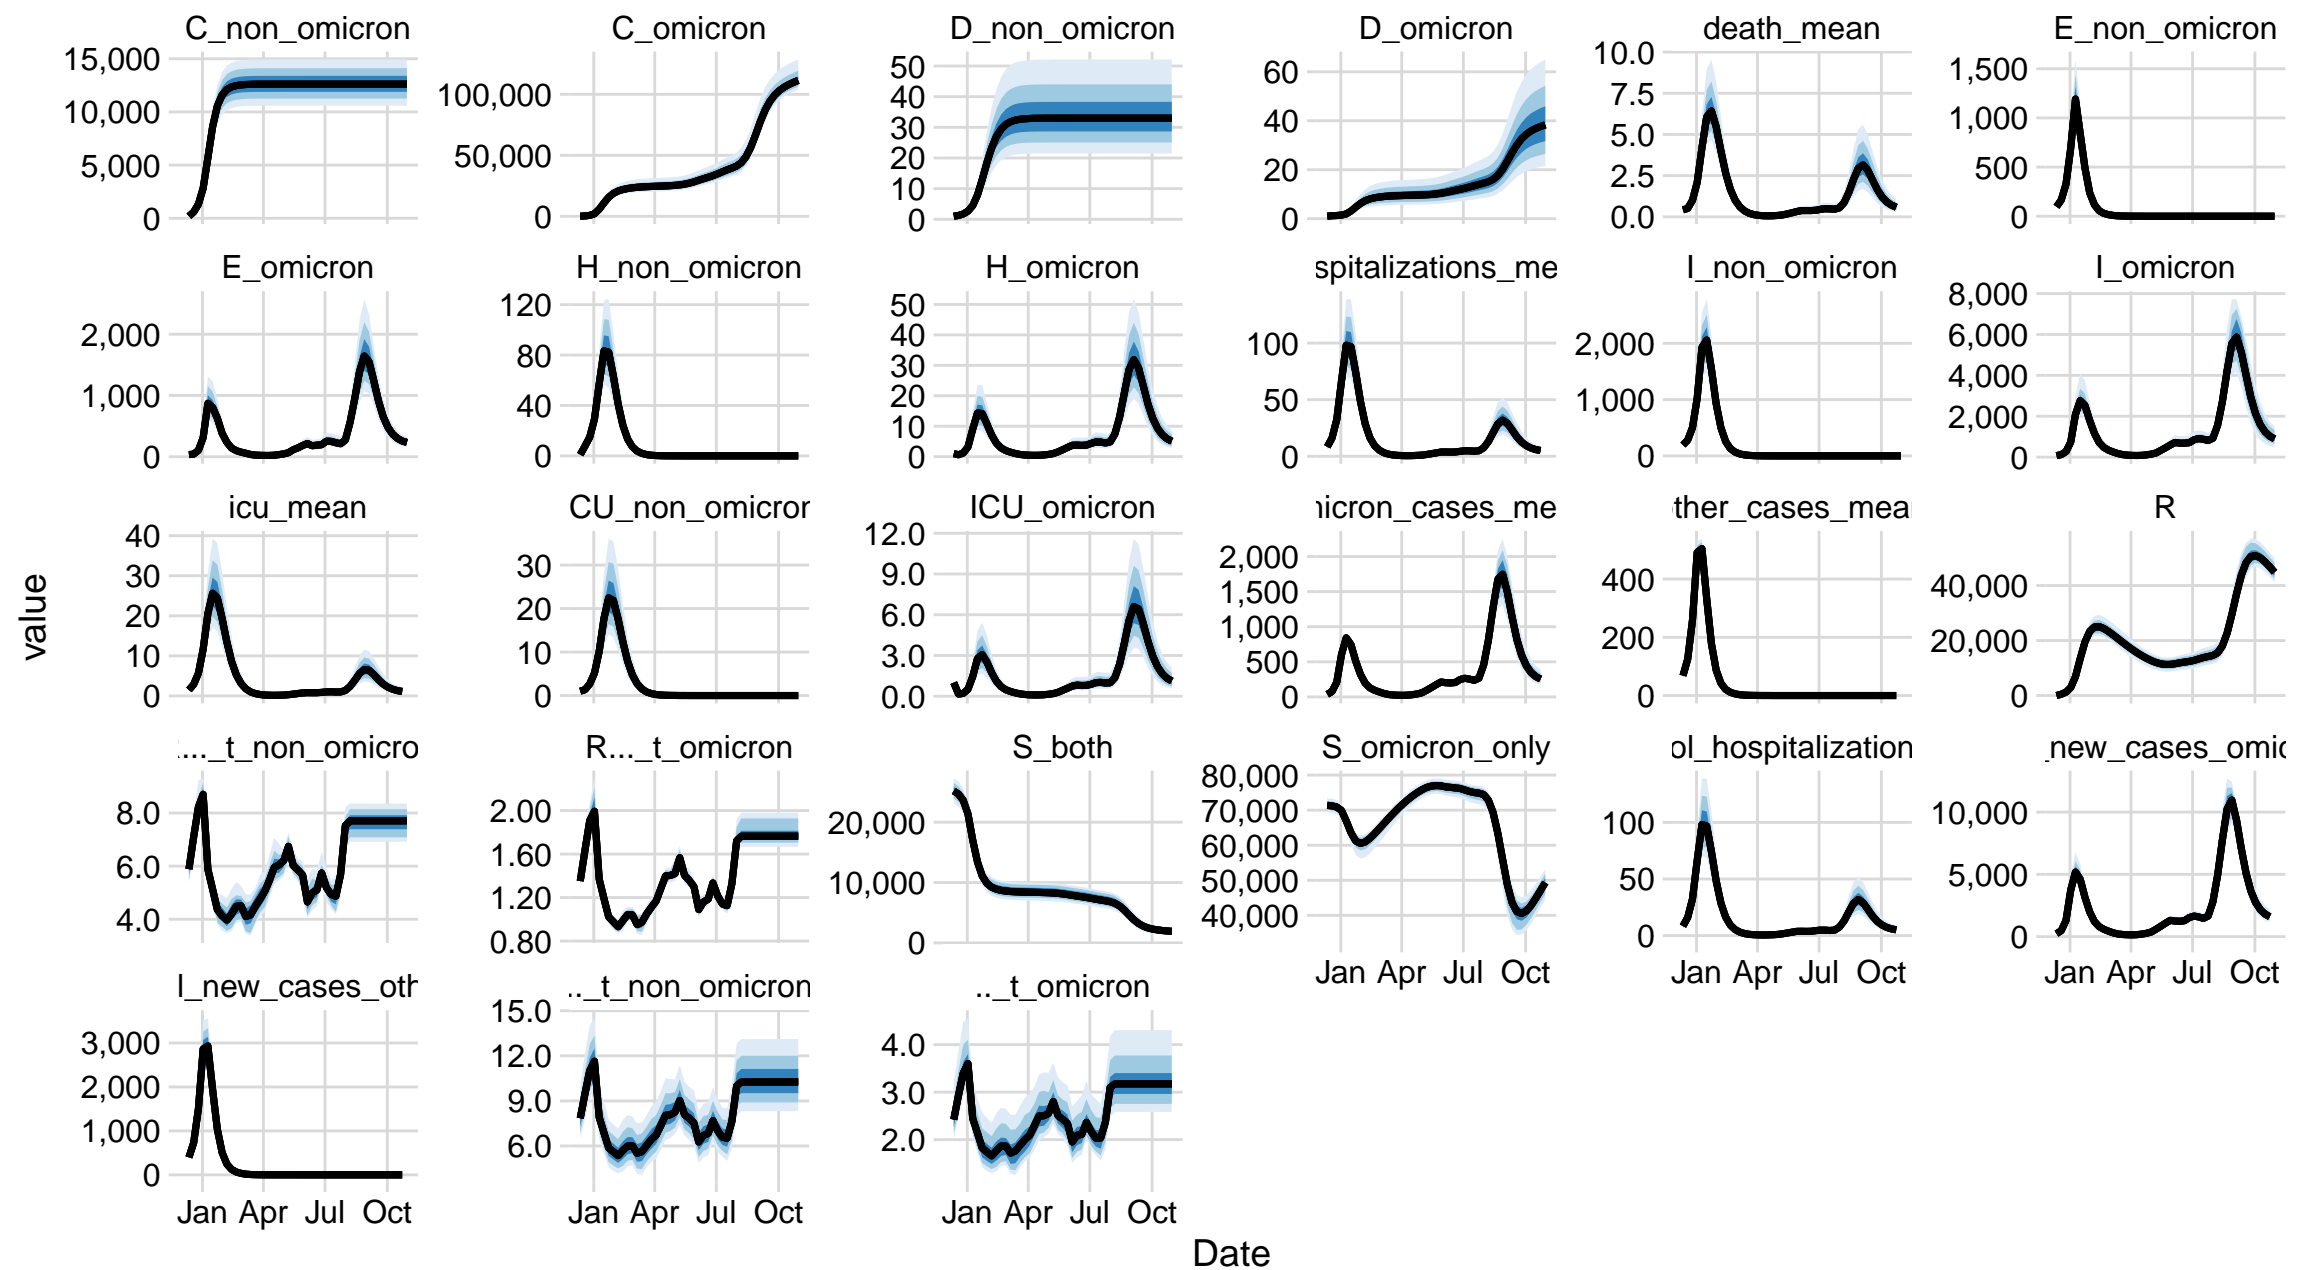 C_non_omicron C_omicron D_non_omicron D_omicron death_mean E_non_omicron
15,000 10,000 5,000 0
100,000 50,000 0
50 40 30 20 10 0
60 40 20 0
10.0 7.5 5.0 2.5 0.0
1,500 1,000 500 0
E_omicron H_non_omicron H_omicron spitalizations_me I_non_omicron I_omicron
2,000 1,000 0
120 80 40 0
50 40 30 20 10 0
100 50 0
2,000 1,000 0
8,000 6,000 4,000 2,000 0
icu_mean CU_non_omicror ICU_omicron nicron_cases_me ther_cases_mea R
40 30 20 10 0
30 20 10 0
12.0 9.0 6.0 3.0 0.0
2,000 1,500 1,000 500 0
400 200 0
40,000 20,000 0
..._t_non_omicro R..._t_omicron S_both S_omicron_only ol_hospitalization _new_cases_omic
8.0 6.0 4.0
2.00 1.60 1.20 0.80
20,000 10,000 0
80,000 70,000 60,000 50,000 40,000
100 50 0
10,000 5,000 0
Jan Apr Jul Oct Jan Apr Jul Oct Jan Apr Jul Oct
l_new_cases_oth .._t_non_omicron .._t_omicron
3,000 2,000 1,000 0
15.0 12.0 9.0 6.0
4.0 3.0 2.0
Jan Apr Jul Oct Jan Apr Jul Oct Jan Apr Jul Oct
value
Date